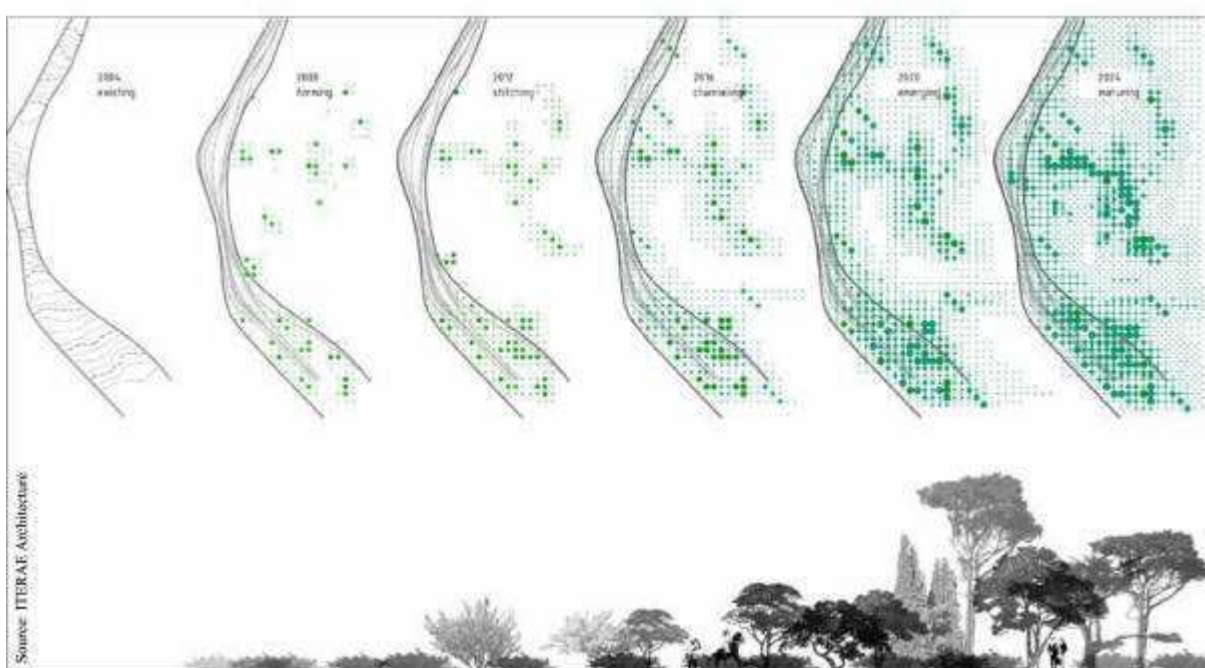 2004
existing
2008
forming
2012
stitching
2016
channeling
2020
emerging
2024
maturing
Source: ITERAE Architecture